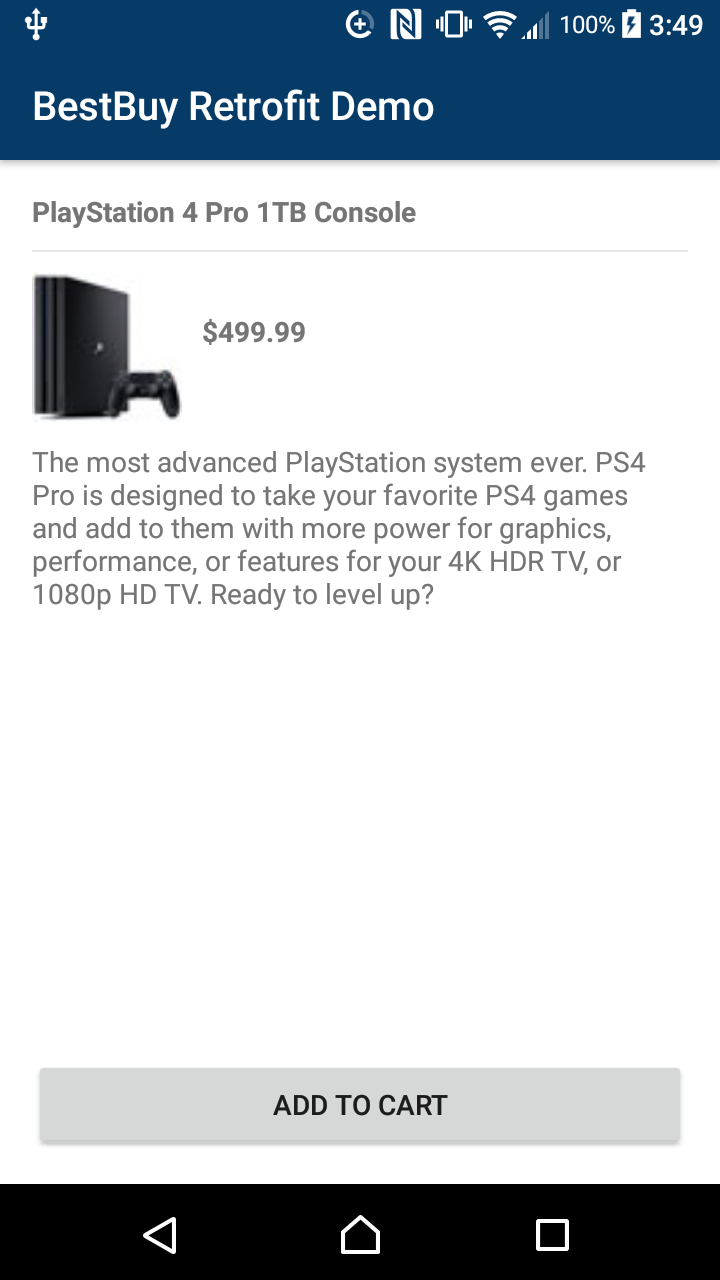 100% 3:49
BestBuy Retrofit Demo
PlayStation 4 Pro 1TB Console
$499.99
The most advanced PlayStation system ever. PS4
Pro is designed to take your favorite PS4 games
and add to them with more power for graphics,
performance, or features for your 4K HDR TV, or
1080p HD TV. Ready to level up?
ADD TO CART